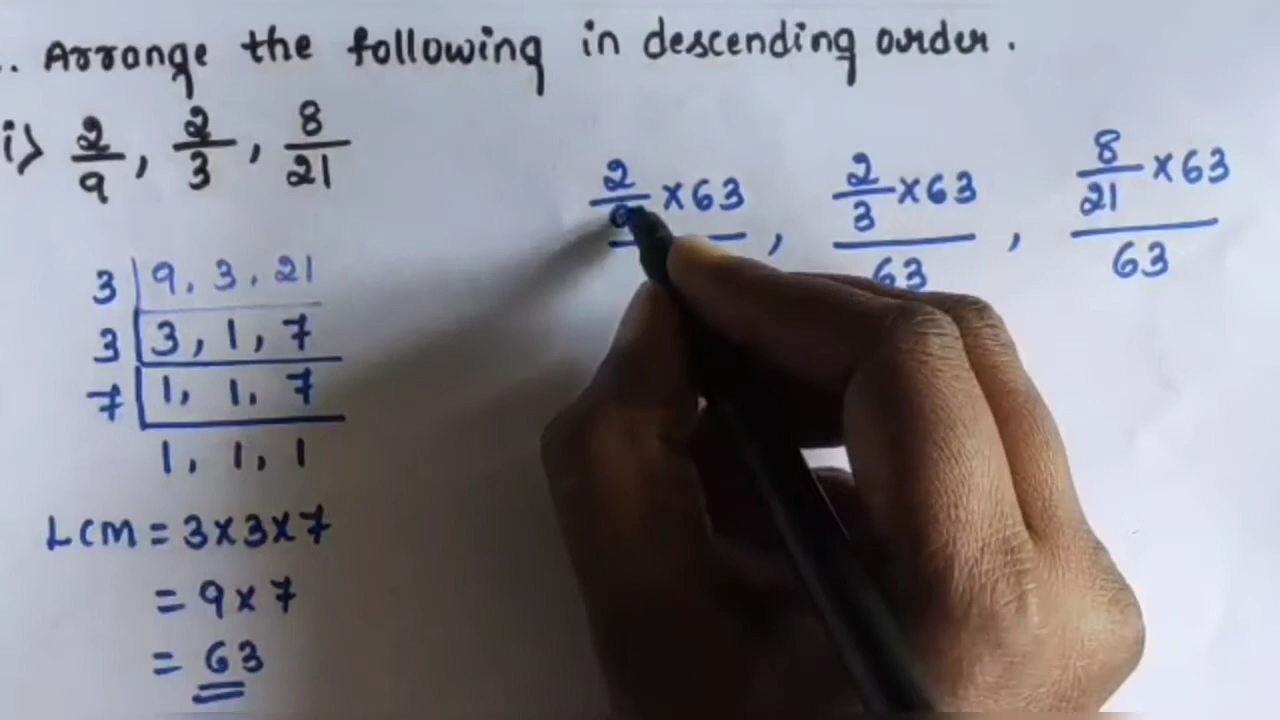 .. Arrange the following in descending order.
i) 2/9, 2/3, 8/21
2/9 × 63 , 2/3 × 63 / 63 , 8/21 × 63 / 63
3 | 9, 3, 21
3 | 3, 1, 7
7 | 1, 1, 7
1, 1, 1
LCM = 3×3×7
= 9×7
= 63